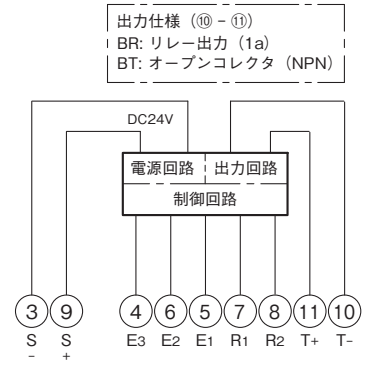 出力仕様（⑩－⑪）
BR: リレー出力（1a）
BT: オープンコレクタ（NPN）
DC24V
電源回路 出力回路
制御回路
3 9 4 6 5 7 8 11 10
S S E3 E2 E1 R1 R2 T+ T-
- +